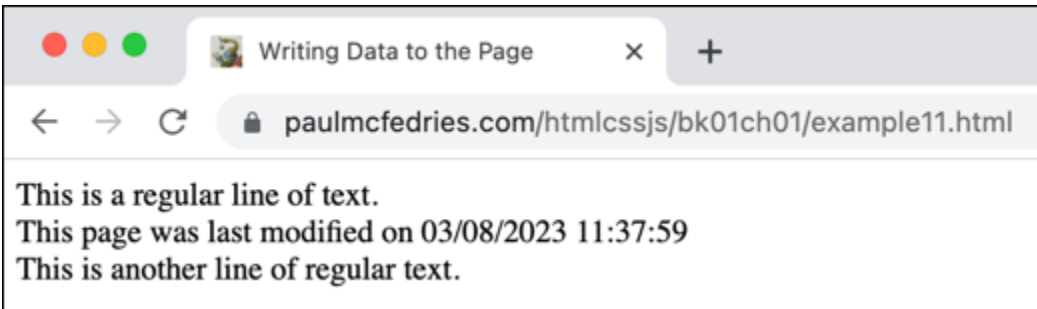 Writing Data to the Page
paulmcfedries.com/htmlcssjs/bk01ch01/example11.html
This is a regular line of text.
This page was last modified on 03/08/2023 11:37:59
This is another line of regular text.